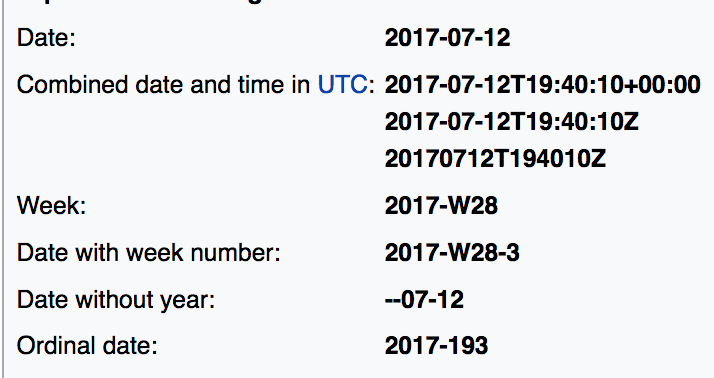 Date: 2017-07-12
Combined date and time in UTC: 2017-07-12T19:40:10+00:00
2017-07-12T19:40:10Z
20170712T194010Z
Week: 2017-W28
Date with week number: 2017-W28-3
Date without year: --07-12
Ordinal date: 2017-193